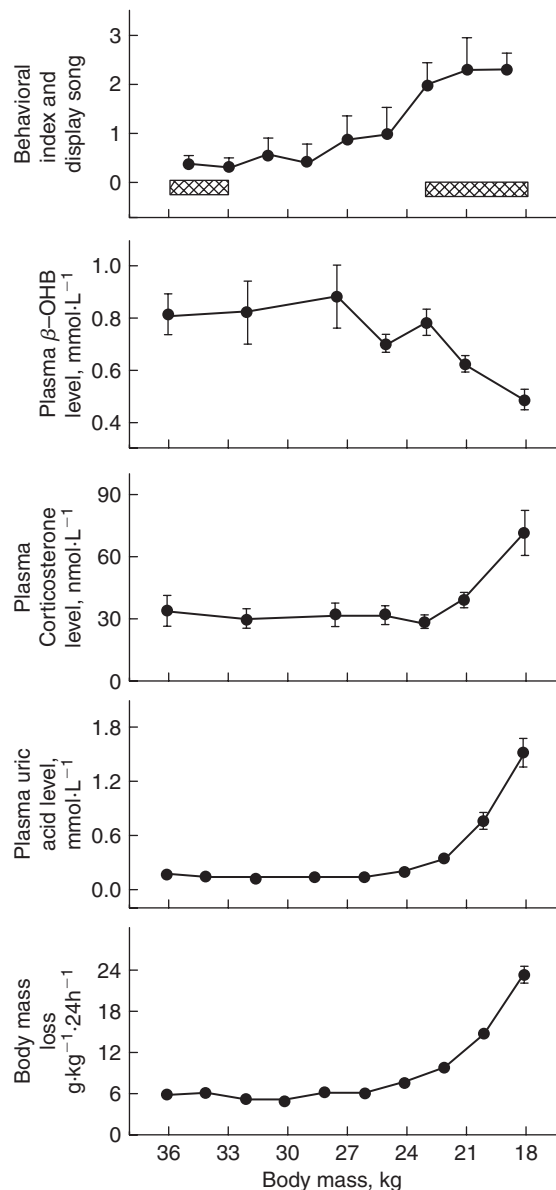 Behavioral
index and
display song
3
2
1
0
Plasma β–OHB
level, mmol·L−1
1.0
0.8
0.6
0.4
Plasma
Corticosterone
level, nmol·L−1
90
60
30
0
Plasma uric
acid level,
mmol·L−1
1.8
1.2
0.6
0.0
Body mass
loss
g·kg−1·24h−1
24
18
12
6
0
36 33 30 27 24 21 18
Body mass, kg